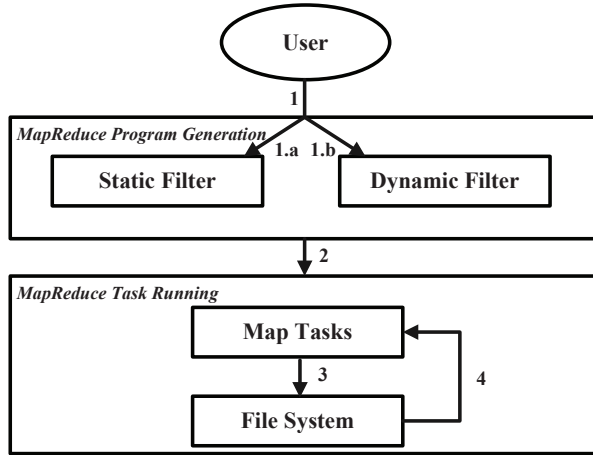 User
1
MapReduce Program Generation
1.a 1.b
Static Filter
Dynamic Filter
2
MapReduce Task Running
Map Tasks
3
4
File System